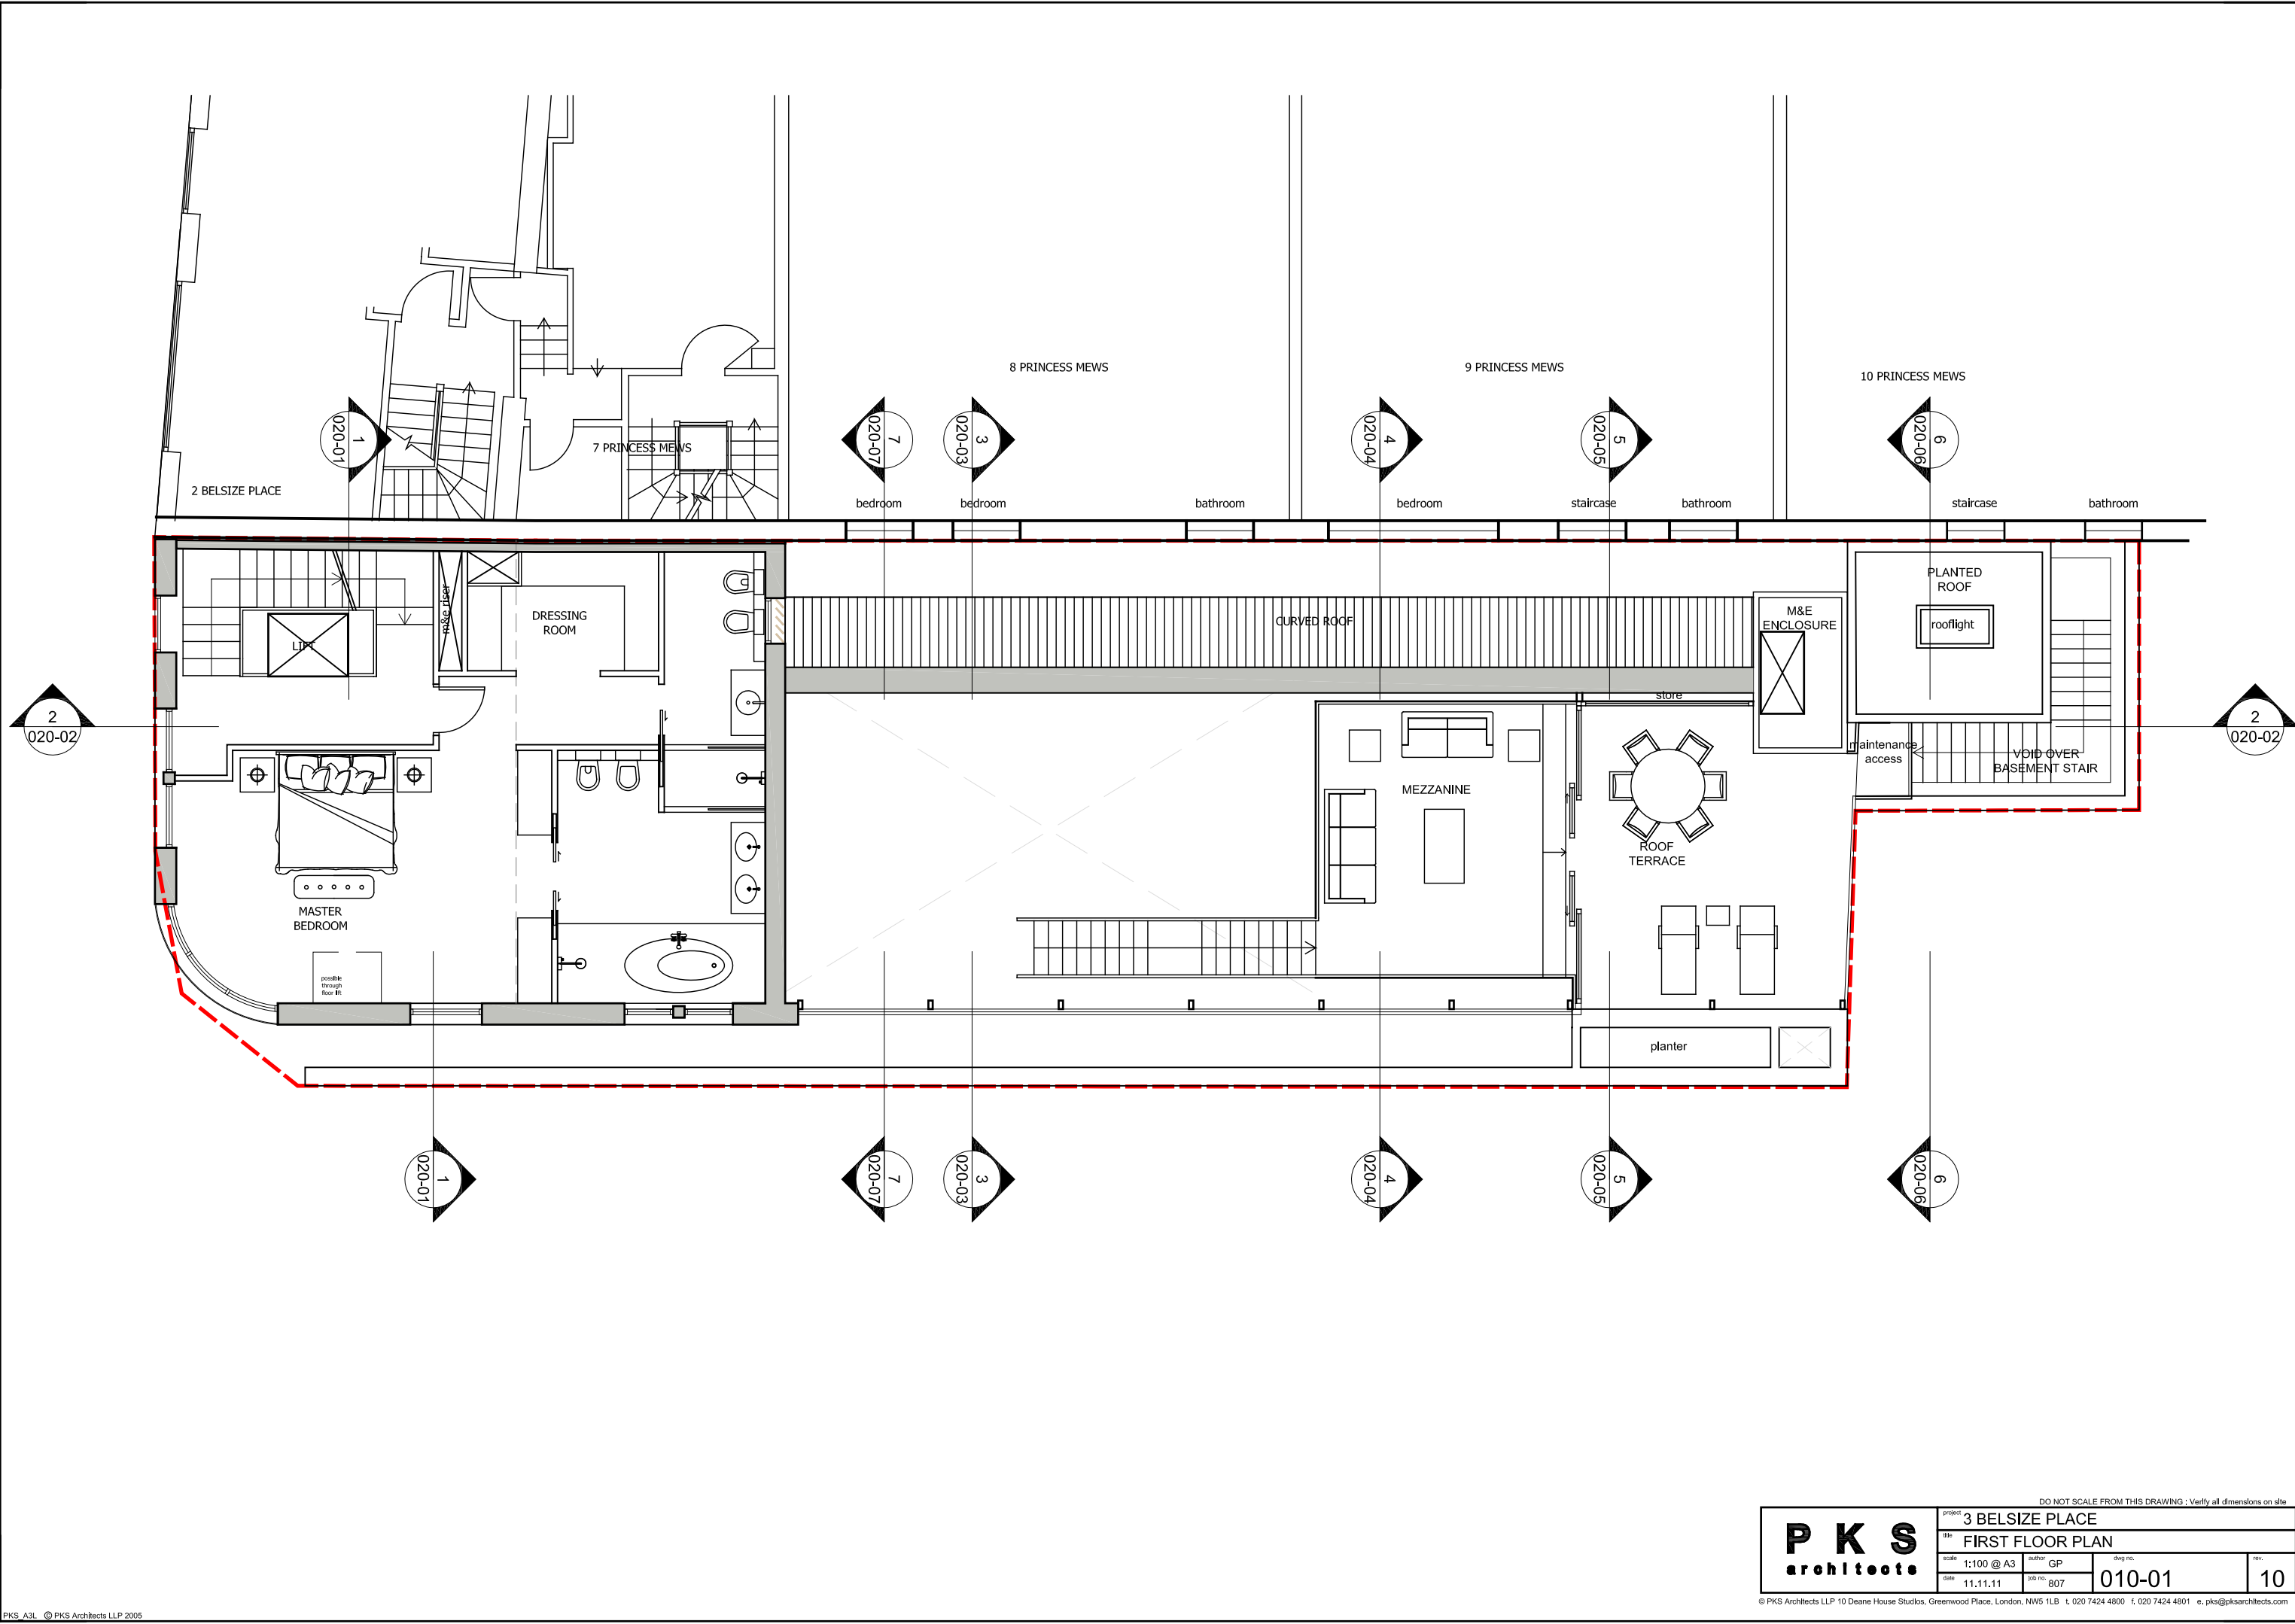 8 PRINCESS MEWS
9 PRINCESS MEWS
10 PRINCESS MEWS
1
020-01
7
020-07
3
020-03
4
020-04
5
020-05
6
020-06
7 PRINCESS MEWS
2 BELSIZE PLACE
bedroom
bedroom
bathroom
bedroom
staircase
bathroom
staircase
bathroom
m&e riser
DRESSING
ROOM
LIFT
CURVED ROOF
M&E
ENCLOSURE
PLANTED
ROOF
rooflight
store
2
020-02
2
020-02
maintenance
access
VOID OVER
BASEMENT STAIR
MEZZANINE
ROOF
TERRACE
MASTER
BEDROOM
possible
through
floor lift
planter
1
020-01
7
020-07
3
020-03
4
020-04
5
020-05
6
020-06
DO NOT SCALE FROM THIS DRAWING ; Verify all dimensions on site
PKS
architects
project 3 BELSIZE PLACE
title FIRST FLOOR PLAN
scale 1:100 @ A3 author GP dwg no. 010-01 rev. 10
date 11.11.11 job no. 807
© PKS Architects LLP 10 Deane House Studios, Greenwood Place, London, NW5 1LB t. 020 7424 4800 f. 020 7424 4801 e. pks@pksarchitects.com
PKS_A3L © PKS Architects LLP 2005